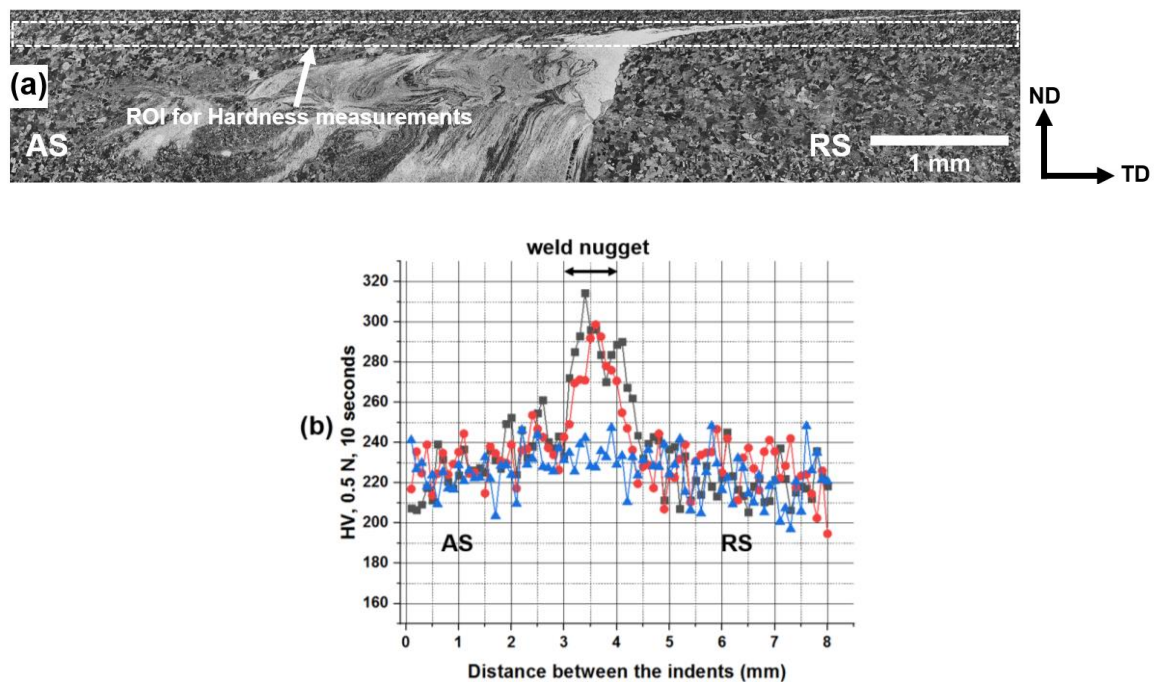 (a)
ROI for Hardness measurements
AS
RS
1 mm
ND
TD
weld nugget
320
300
280
260
240
220
200
180
160
HV, 0.5 N, 10 seconds
(b)
AS
RS
0 1 2 3 4 5 6 7 8
Distance between the indents (mm)